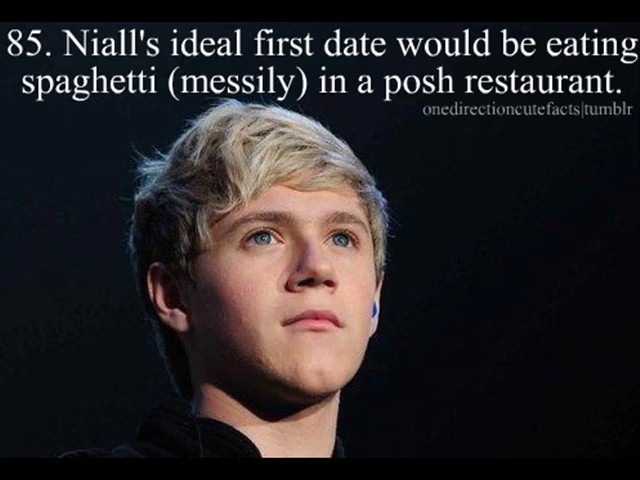 85. Niall's ideal first date would be eating
spaghetti (messily) in a posh restaurant.
onedirectioncutefacts|tumblr